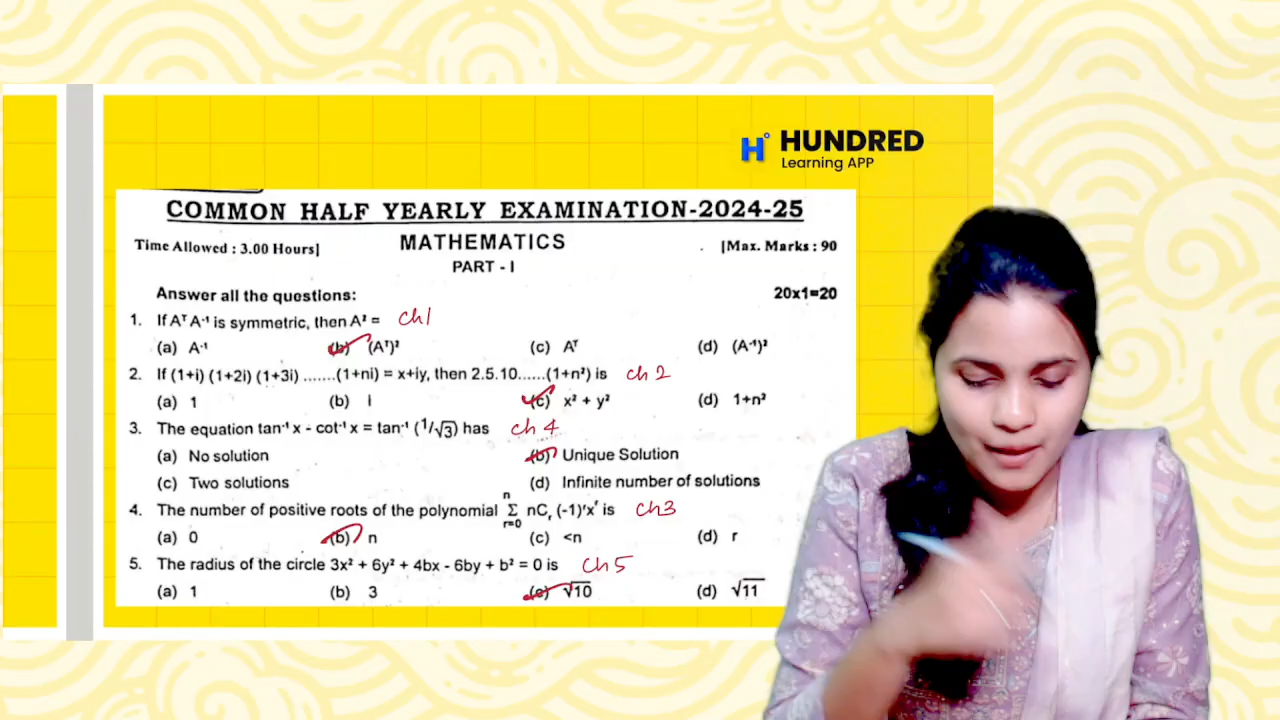 H° HUNDRED
Learning APP
COMMON HALF YEARLY EXAMINATION-2024-25
Time Allowed : 3.00 Hours] MATHEMATICS [Max. Marks : 90
PART - I
Answer all the questions: 20x1=20
1. If AᵀA⁻¹ is symmetric, then A² = ch1
(a) A⁻¹ (b) (Aᵀ)² (c) Aᵀ (d) (A⁻¹)²
2. If (1+i) (1+2i) (1+3i) .......(1+ni) = x+iy, then 2.5.10......(1+n²) is ch 2
(a) 1 (b) i (c) x² + y² (d) 1+n²
3. The equation tan⁻¹ x - cot⁻¹ x = tan⁻¹ (1/√3) has ch 4
(a) No solution (b) Unique Solution
(c) Two solutions (d) Infinite number of solutions
4. The number of positive roots of the polynomial n Σ r=0 nCᵣ (-1)ʳxʳ is ch3
(a) 0 (b) n (c) <n (d) r
5. The radius of the circle 3x² + 6y² + 4bx - 6by + b² = 0 is ch 5
(a) 1 (b) 3 (c) √10 (d) √11